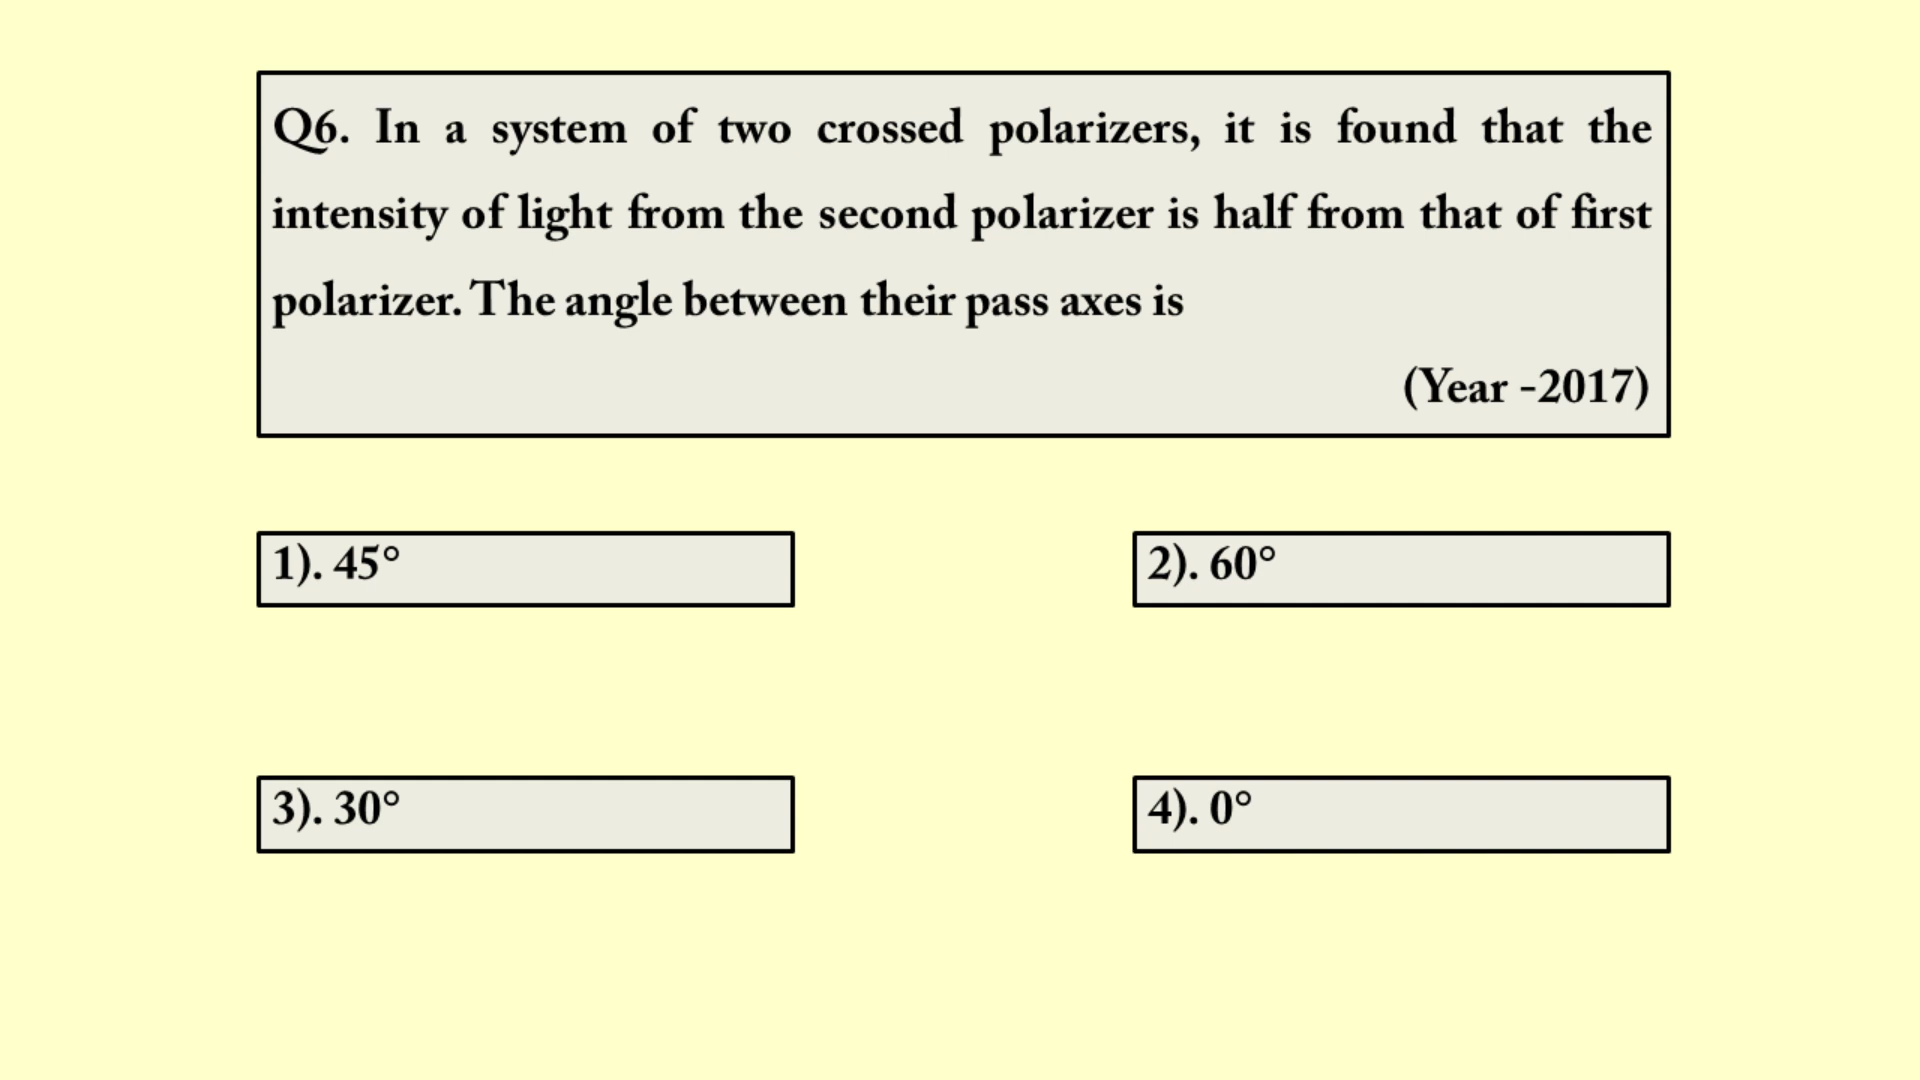 Q6. In a system of two crossed polarizers, it is found that the
intensity of light from the second polarizer is half from that of first
polarizer. The angle between their pass axes is
(Year -2017)
1). 45°
2). 60°
3). 30°
4). 0°